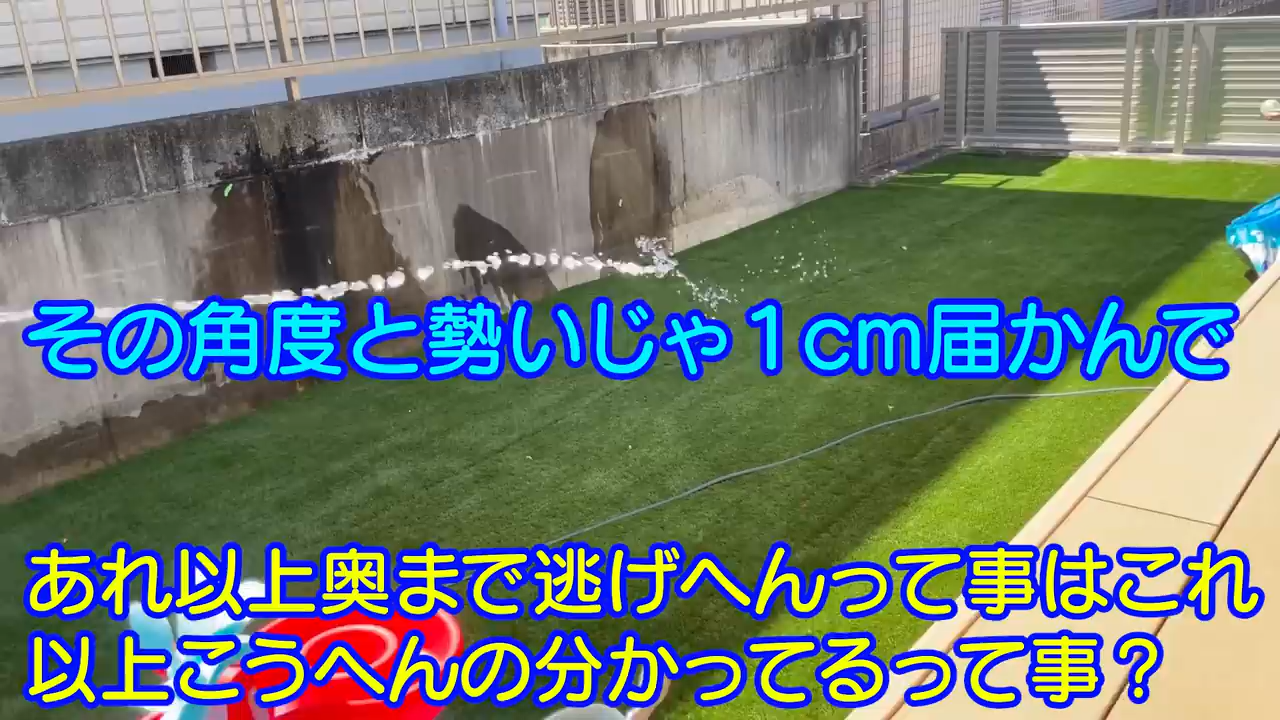 その角度と勢いじゃ1cm届かんで
あれ以上奥まで逃げへんって事はこれ
以上こうへんの分かってるって事？